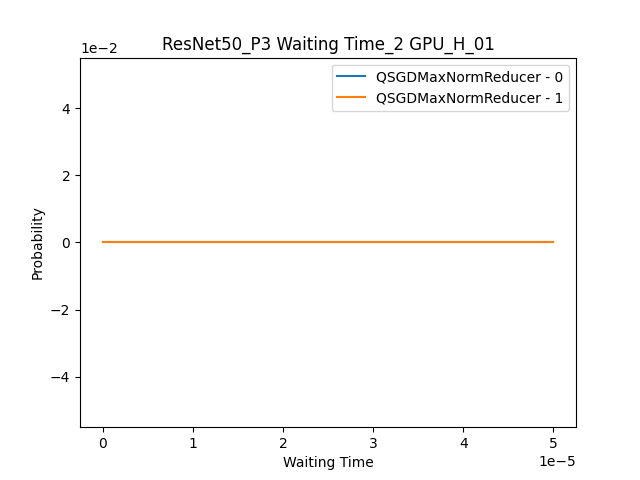 ResNet50_P3 Waiting Time_2 GPU_H_01
1e−2
QSGDMaxNormReducer - 0
QSGDMaxNormReducer - 1
4
2
0
−2
−4
Probability
0 1 2 3 4 5
1e−5
Waiting Time